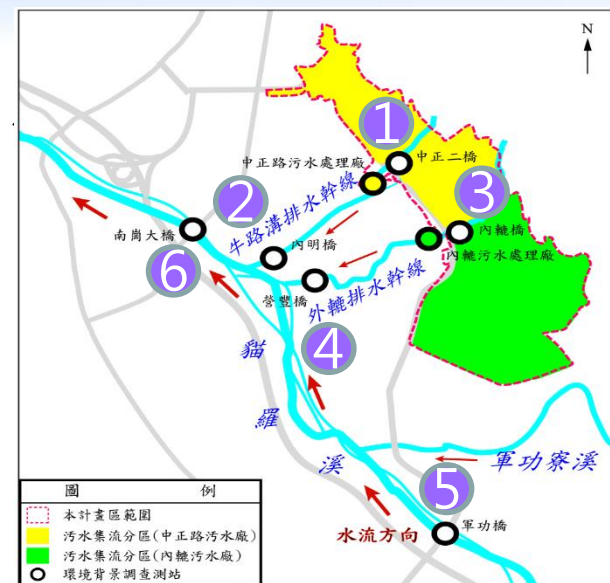 N
1
中正路污水處理廠
中正二橋
2
3
牛路溝排水幹線
南崗大橋
內明橋
內轆橋
內轆污水處理廠
6
營豐橋
外轆排水幹線
4
貓羅溪
5
軍功寮溪
水流方向
軍功橋
圖例
本計畫區範圍
污水集流分區(中正路污水廠)
污水集流分區(內轆污水廠)
環境背景調查測站